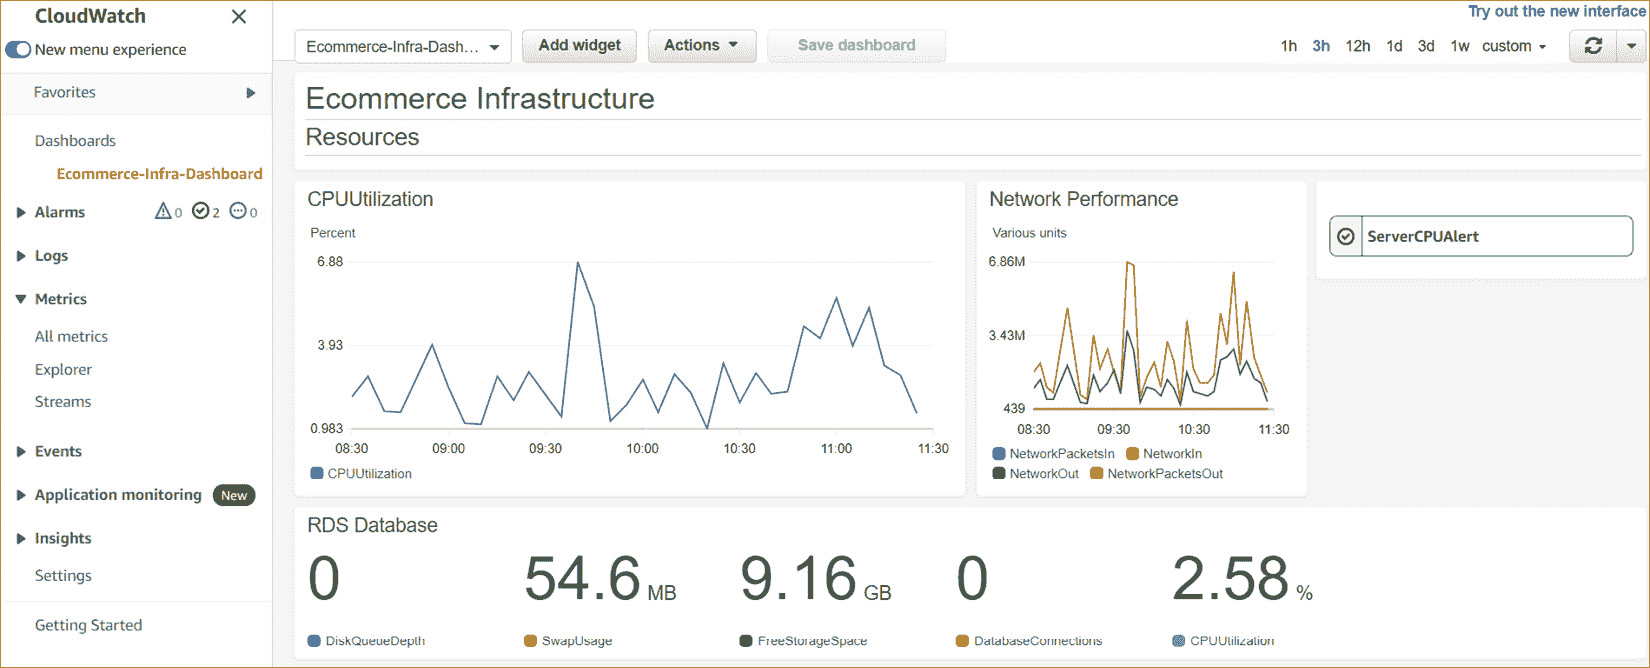 CloudWatch
New menu experience
Favorites
Dashboards
Ecommerce-Infra-Dashboard
Alarms 0 2 0
Logs
Metrics
All metrics
Explorer
Streams
Events
Application monitoring New
Insights
Settings
Getting Started
Try out the new interface
Ecommerce-Infra-Dash... Add widget Actions Save dashboard 1h 3h 12h 1d 3d 1w custom
Ecommerce Infrastructure
Resources
CPUUtilization
Percent
6.88
3.93
0.983
08:30 09:00 09:30 10:00 10:30 11:00 11:30
CPUUtilization
Network Performance
Various units
6.86M
3.43M
439
08:30 09:30 10:30 11:30
NetworkPacketsIn NetworkIn
NetworkOut NetworkPacketsOut
ServerCPUAlert
RDS Database
0 54.6 MB 9.16 GB 0 2.58 %
DiskQueueDepth SwapUsage FreeStorageSpace DatabaseConnections CPUUtilization